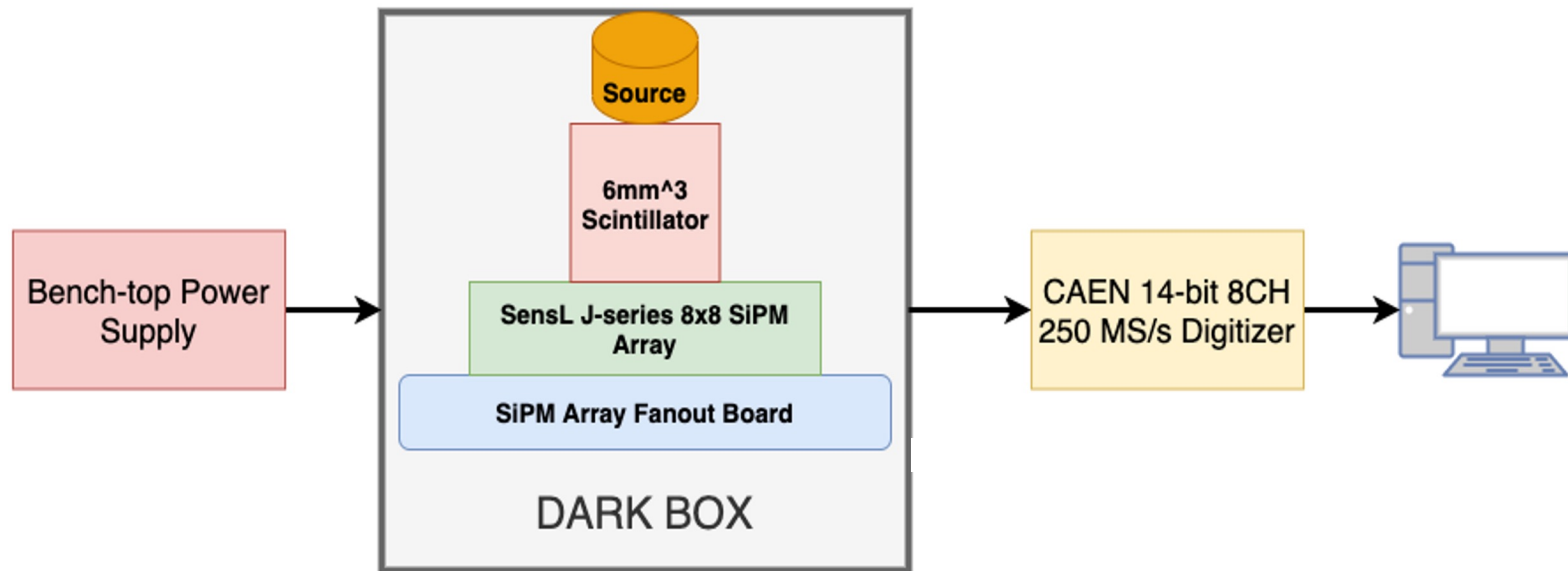 Source
6mm^3
Scintillator
Bench-top Power
Supply
SensL J-series 8x8 SiPM
Array
SiPM Array Fanout Board
DARK BOX
CAEN 14-bit 8CH
250 MS/s Digitizer